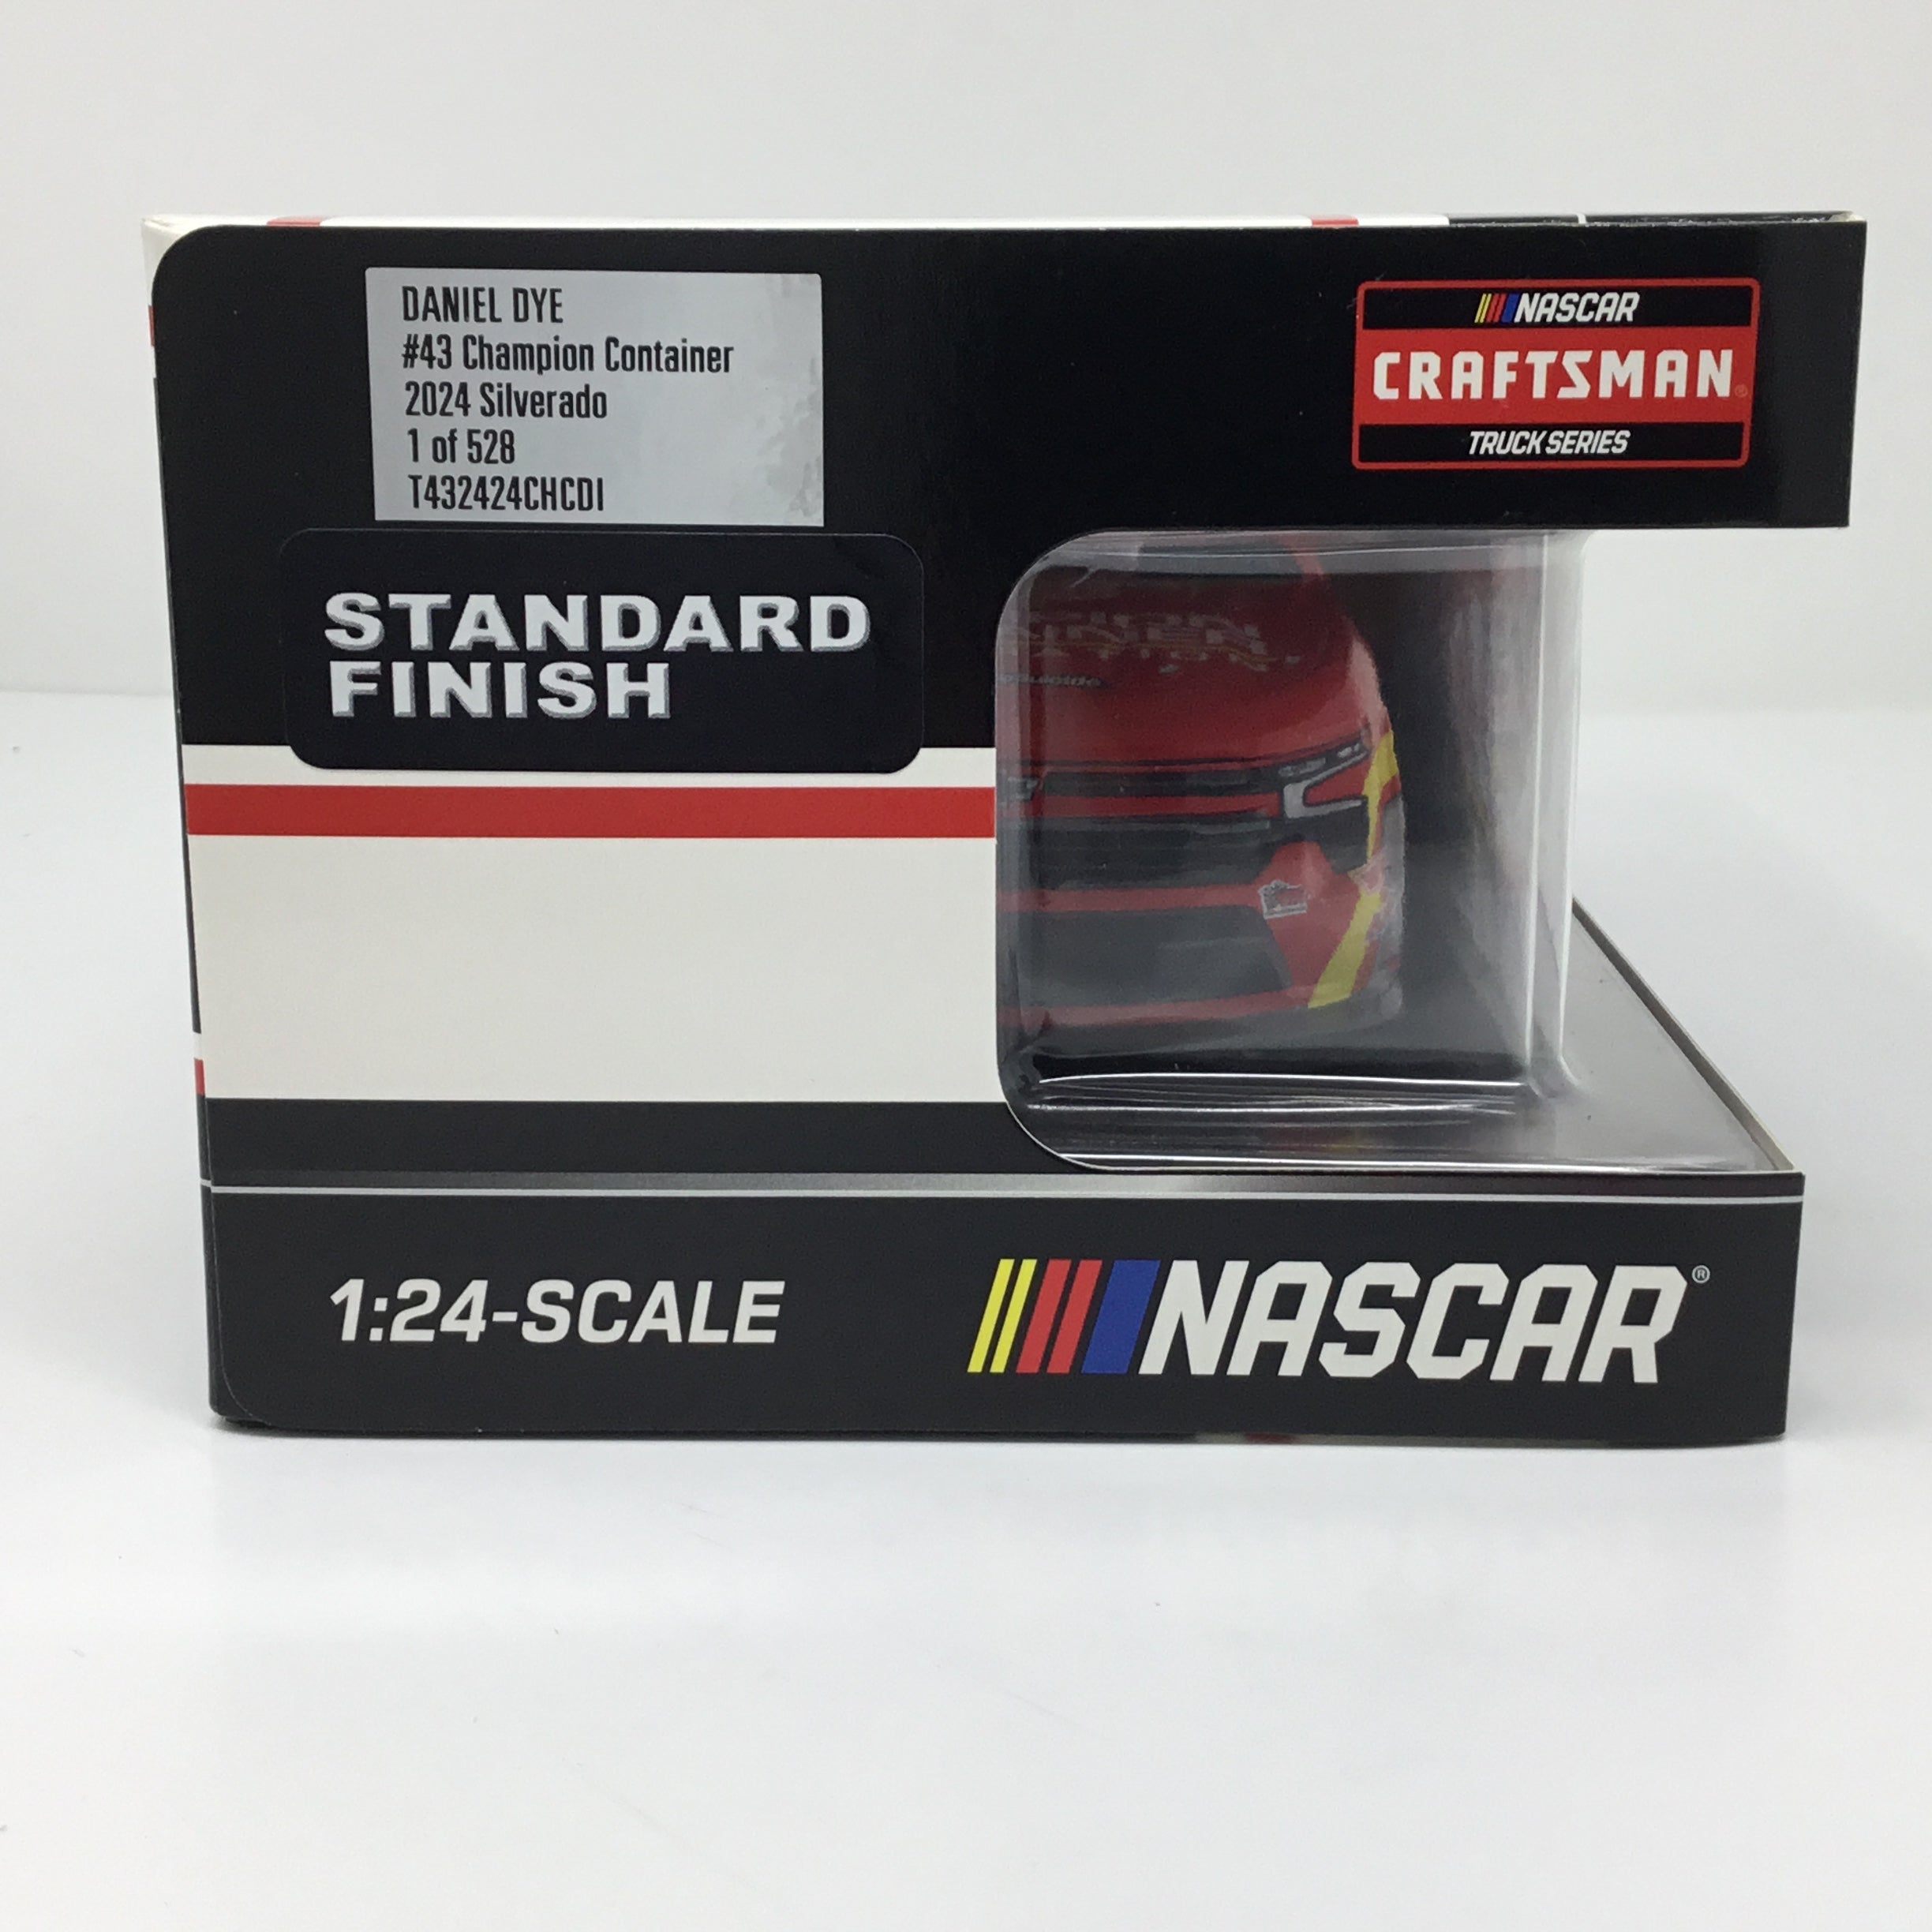 DANIEL DYE
#43 Champion Container
2024 Silverado
1 of 528
T432424CHCDI
NASCAR
CRAFTSMAN
TRUCK SERIES
STANDARD
FINISH
1:24-SCALE
NASCAR®